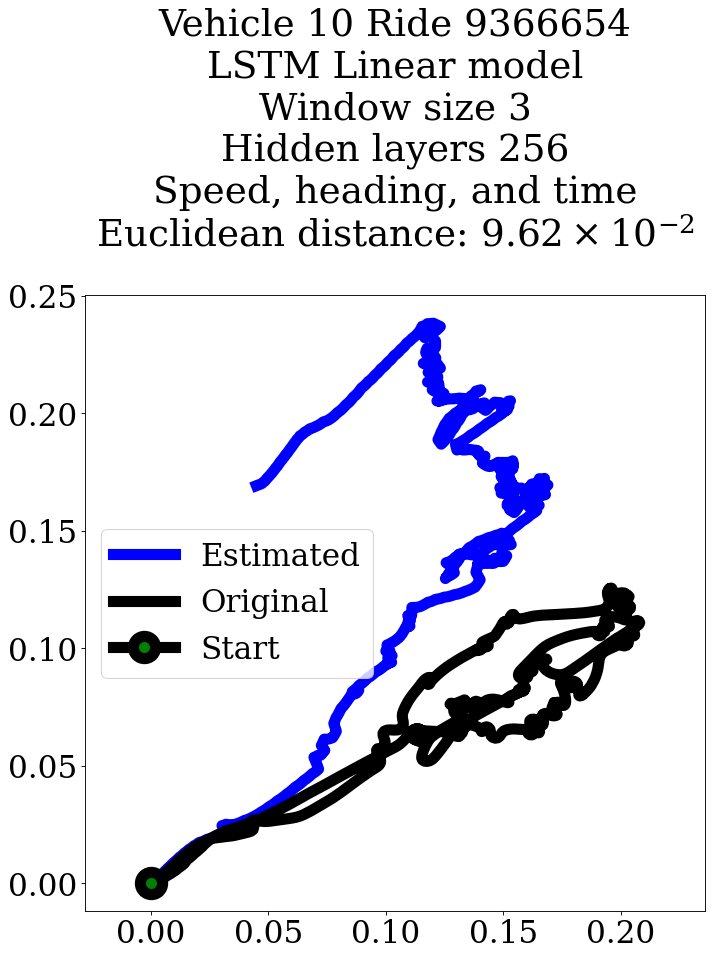 Vehicle 10 Ride 9366654
LSTM Linear model
Window size 3
Hidden layers 256
Speed, heading, and time
Euclidean distance: 9.62 × 10⁻²
0.25
0.20
0.15
0.10
0.05
0.00
Estimated
Original
Start
0.00 0.05 0.10 0.15 0.20